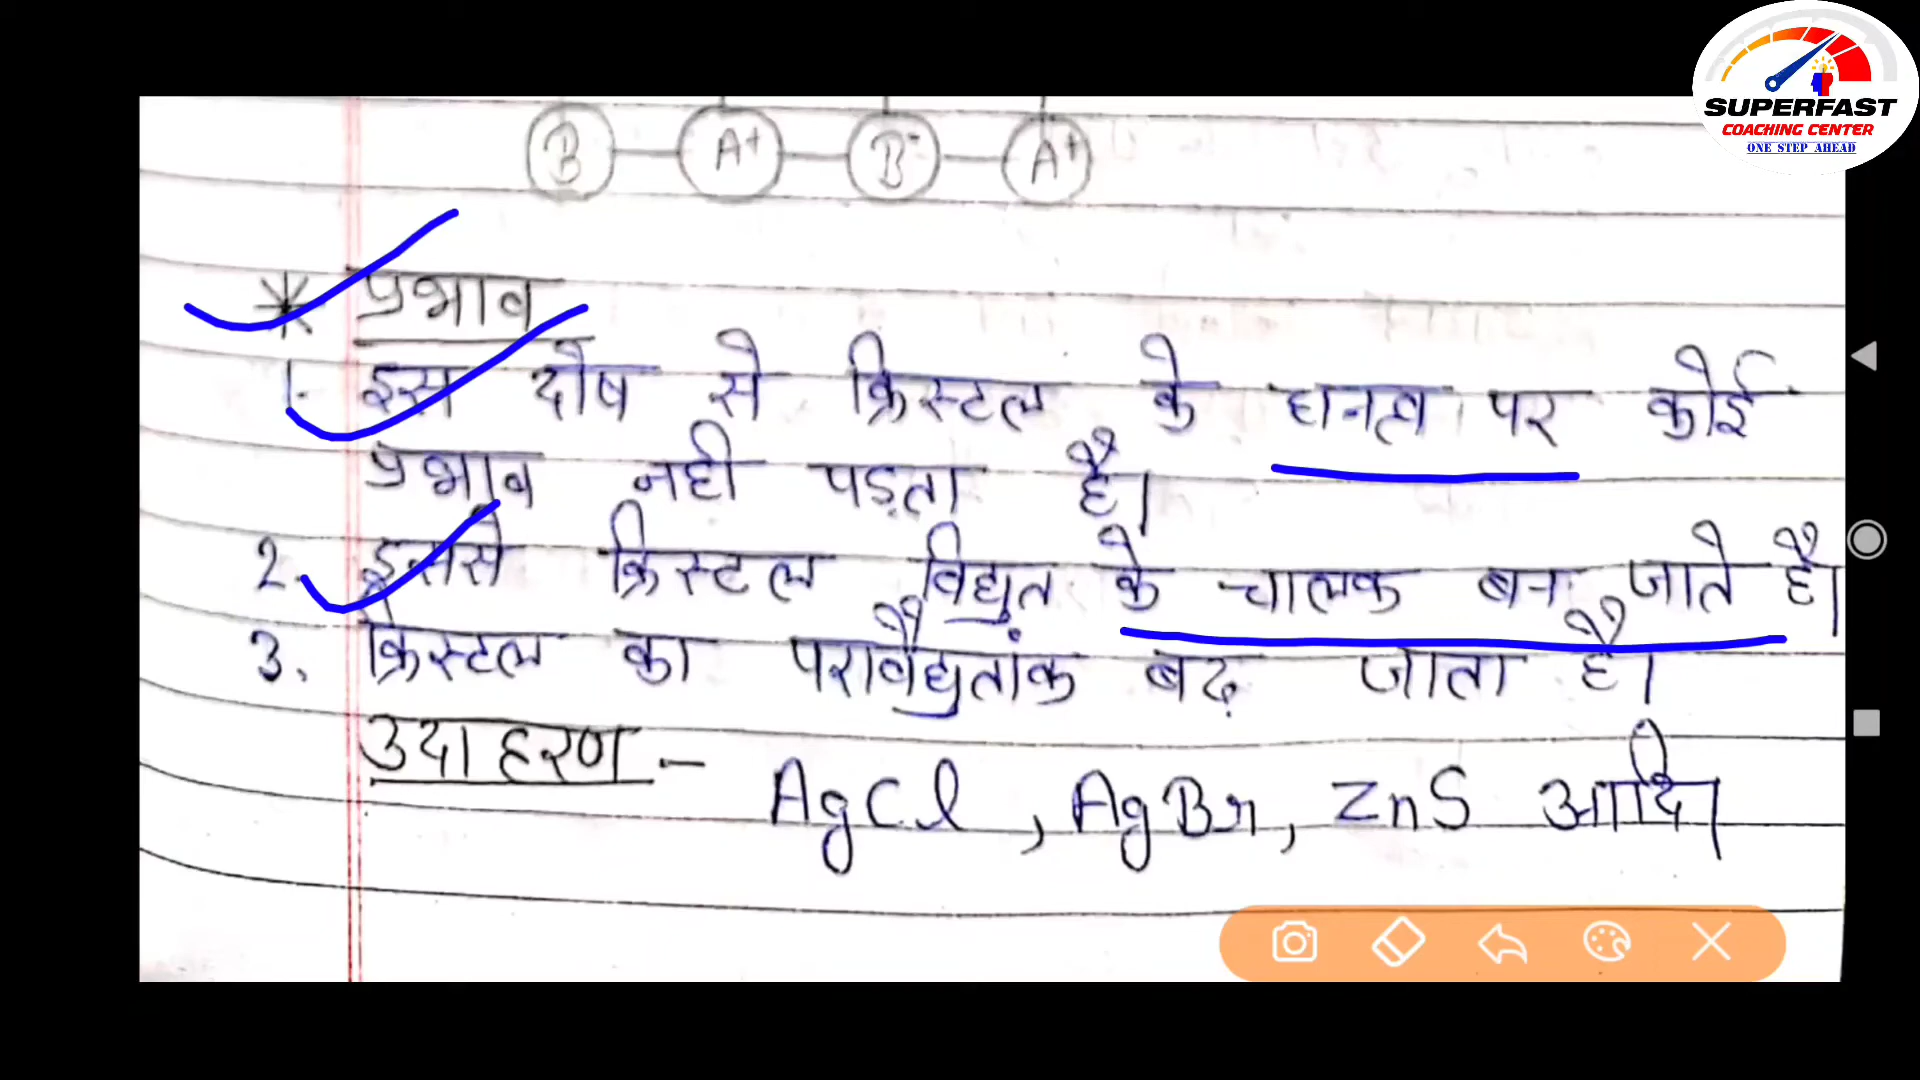 SUPERFAST
COACHING CENTER
ONE STEP AHEAD
B A+ B- A+
* प्रभाव
1. इस दोष से क्रिस्टल के घनत्व पर कोई
प्रभाव नही पड़ता है।
2. इससे क्रिस्टल विद्युत के चालक बन जाते है।
3. क्रिस्टल का परावैद्युतांक बढ़ जाता है।
उदाहरण - AgCl, AgBr, ZnS आदि।